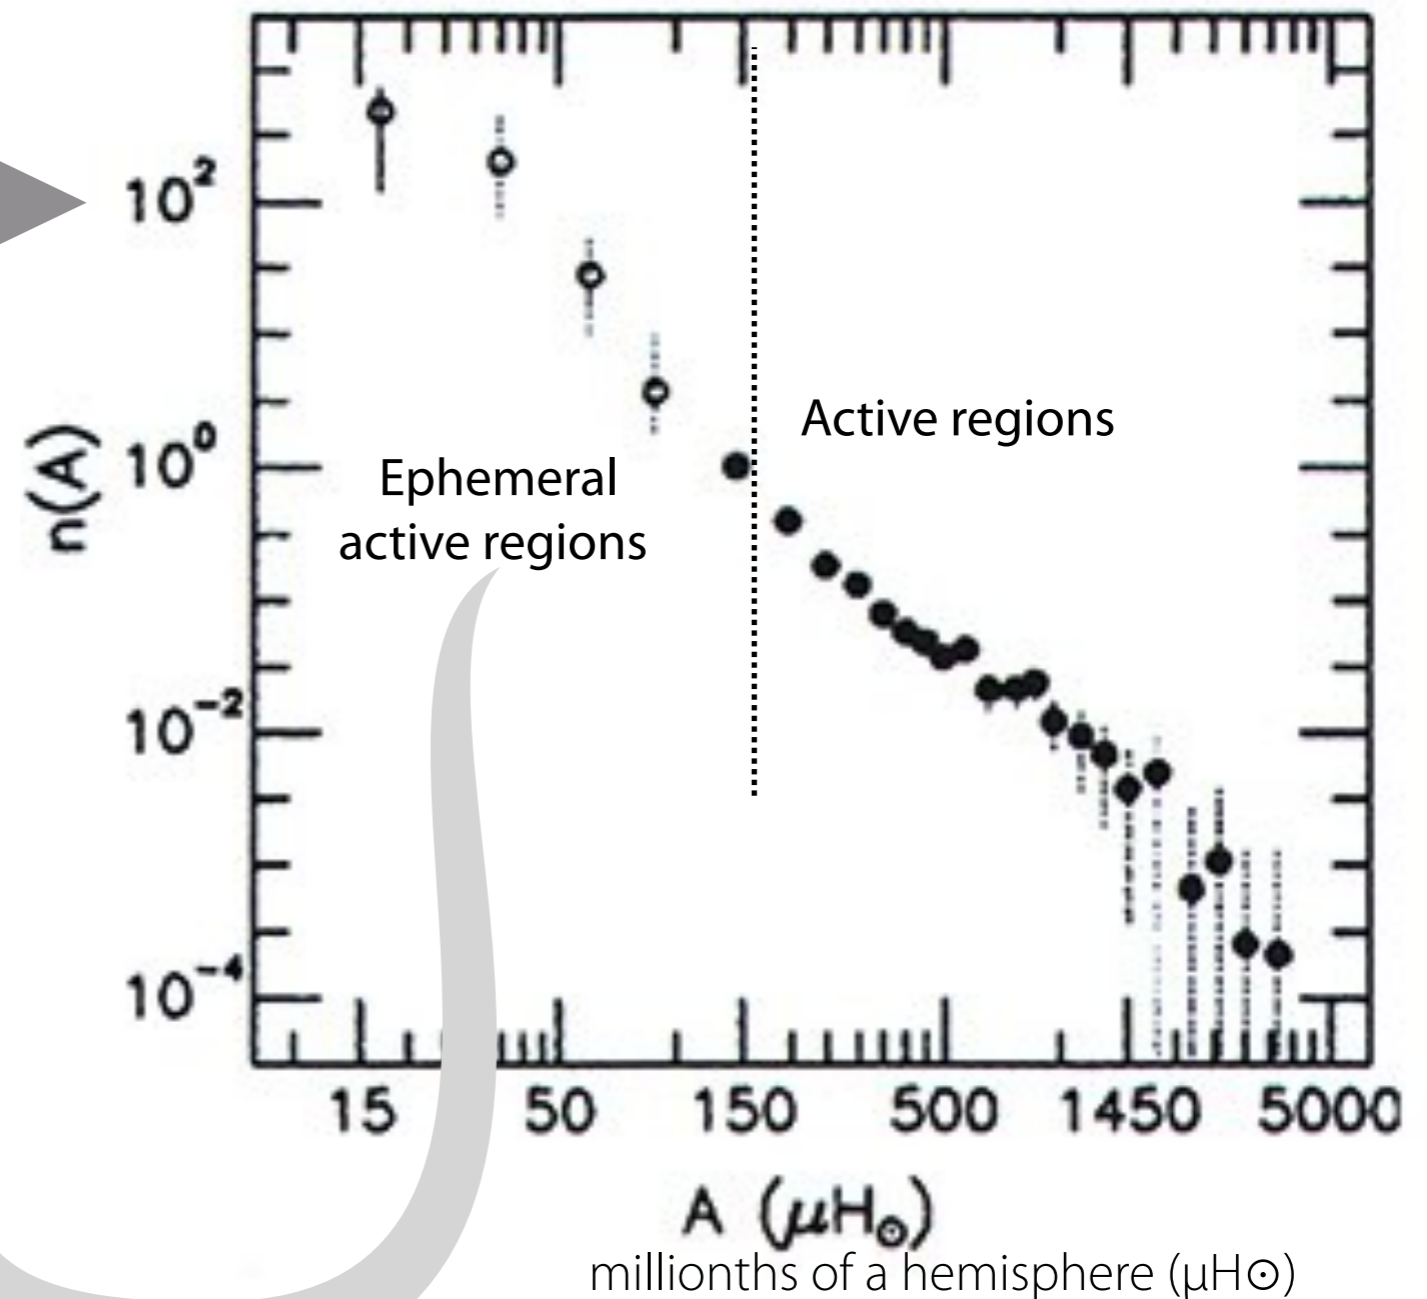 10²
10⁰
10⁻²
10⁻⁴
n(A)
Active regions
Ephemeral
active regions
15 50 150 500 1450 5000
A (μH⊙)
millionths of a hemisphere (μH⊙)